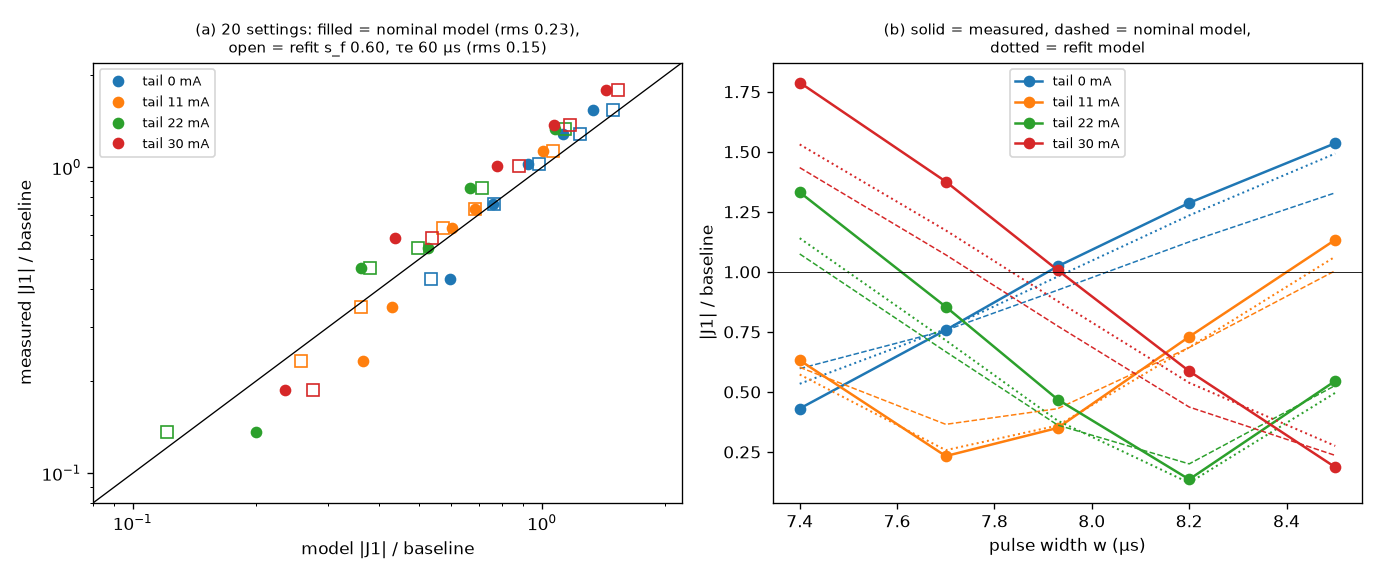 (a) 20 settings: filled = nominal model (rms 0.23),
open = refit s_f 0.60, τe 60 μs (rms 0.15)
tail 0 mA
tail 11 mA
tail 22 mA
tail 30 mA
10⁰
10⁻¹
measured |J1| / baseline
10⁻¹
10⁰
model |J1| / baseline
(b) solid = measured, dashed = nominal model,
dotted = refit model
tail 0 mA
tail 11 mA
tail 22 mA
tail 30 mA
1.75
1.50
1.25
1.00
0.75
0.50
0.25
|J1| / baseline
7.4 7.6 7.8 8.0 8.2 8.4
pulse width w (μs)